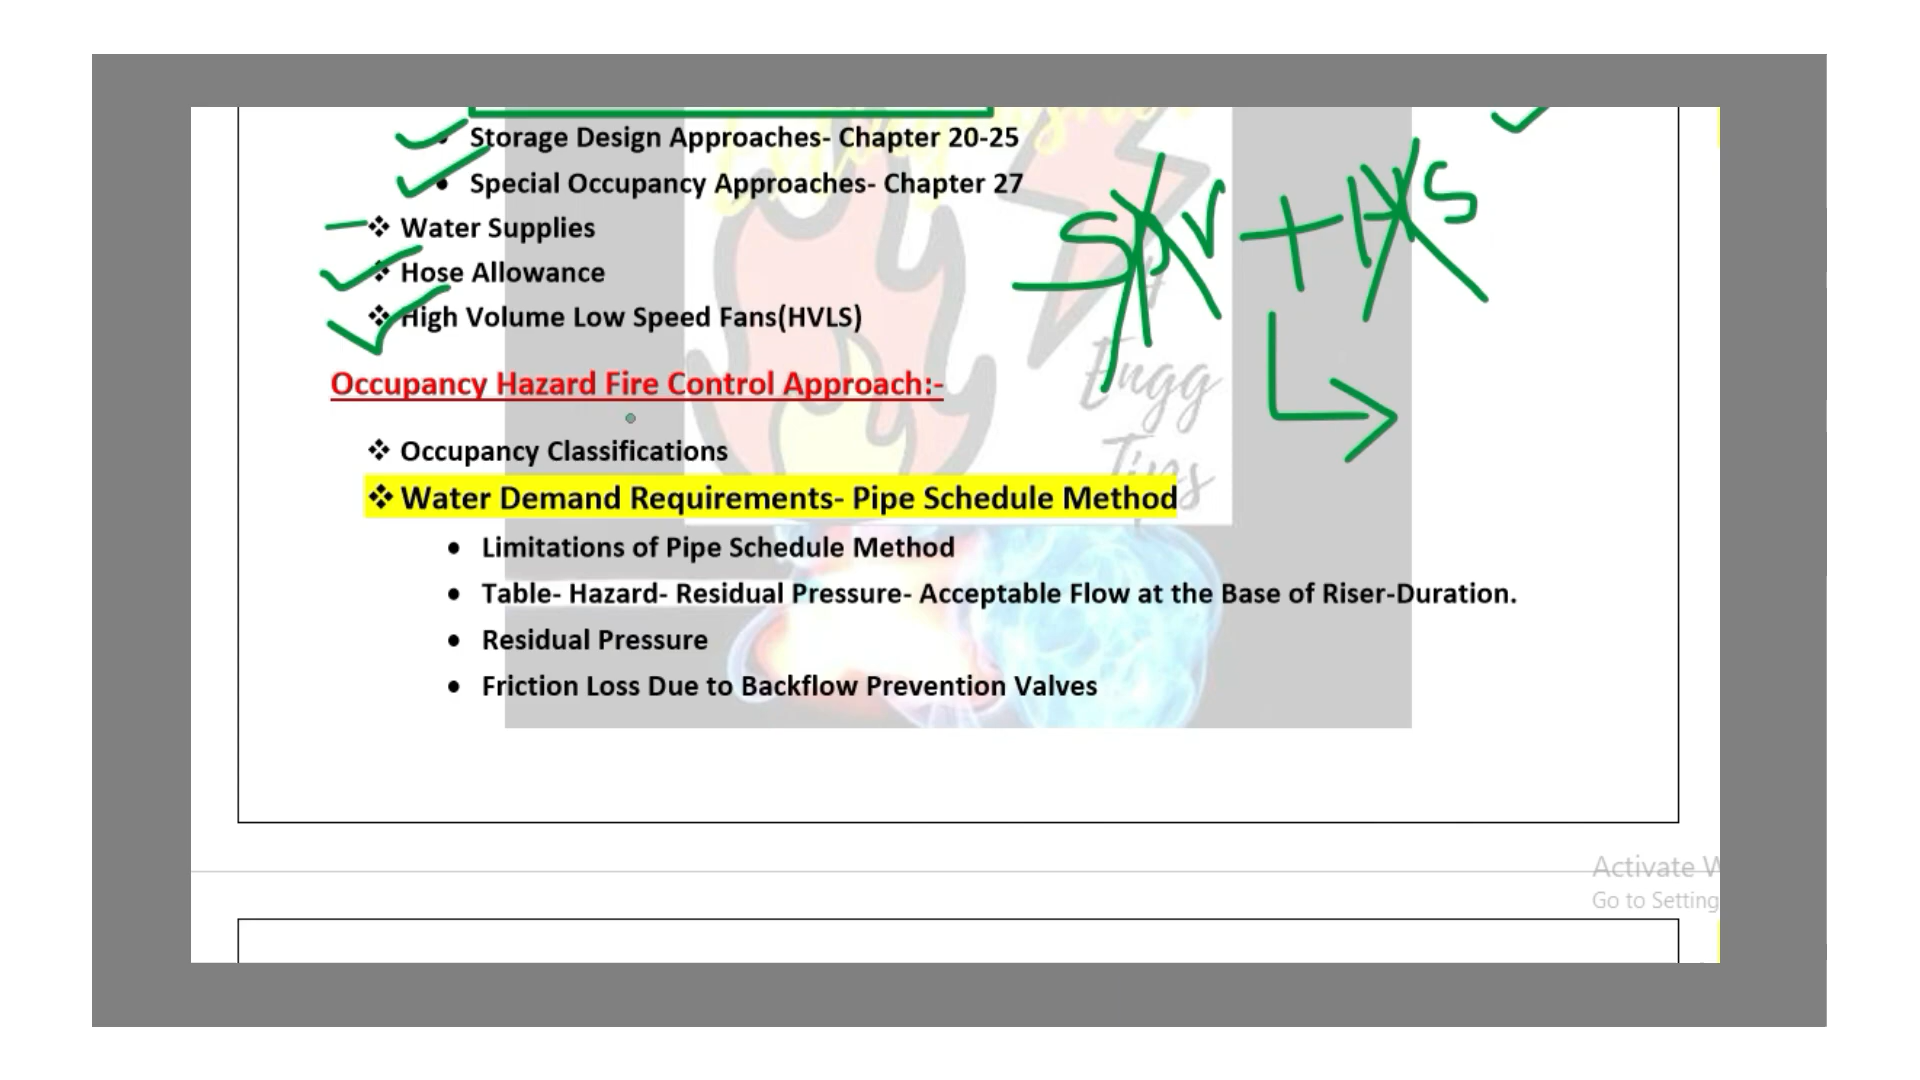 • Storage Design Approaches- Chapter 20-25
• Special Occupancy Approaches- Chapter 27
❖ Water Supplies
❖ Hose Allowance
❖ High Volume Low Speed Fans(HVLS)
Occupancy Hazard Fire Control Approach:-
Engg
Tips
❖ Occupancy Classifications
❖ Water Demand Requirements- Pipe Schedule Method
• Limitations of Pipe Schedule Method
• Table- Hazard- Residual Pressure- Acceptable Flow at the Base of Riser-Duration.
• Residual Pressure
• Friction Loss Due to Backflow Prevention Valves
Activate W
Go to Setting